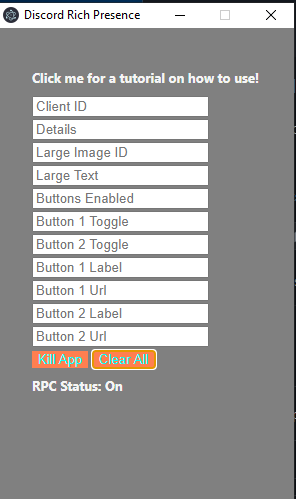 Discord Rich Presence
Click me for a tutorial on how to use!
Client ID
Details
Large Image ID
Large Text
Buttons Enabled
Button 1 Toggle
Button 2 Toggle
Button 1 Label
Button 1 Url
Button 2 Label
Button 2 Url
Kill App Clear All
RPC Status: On